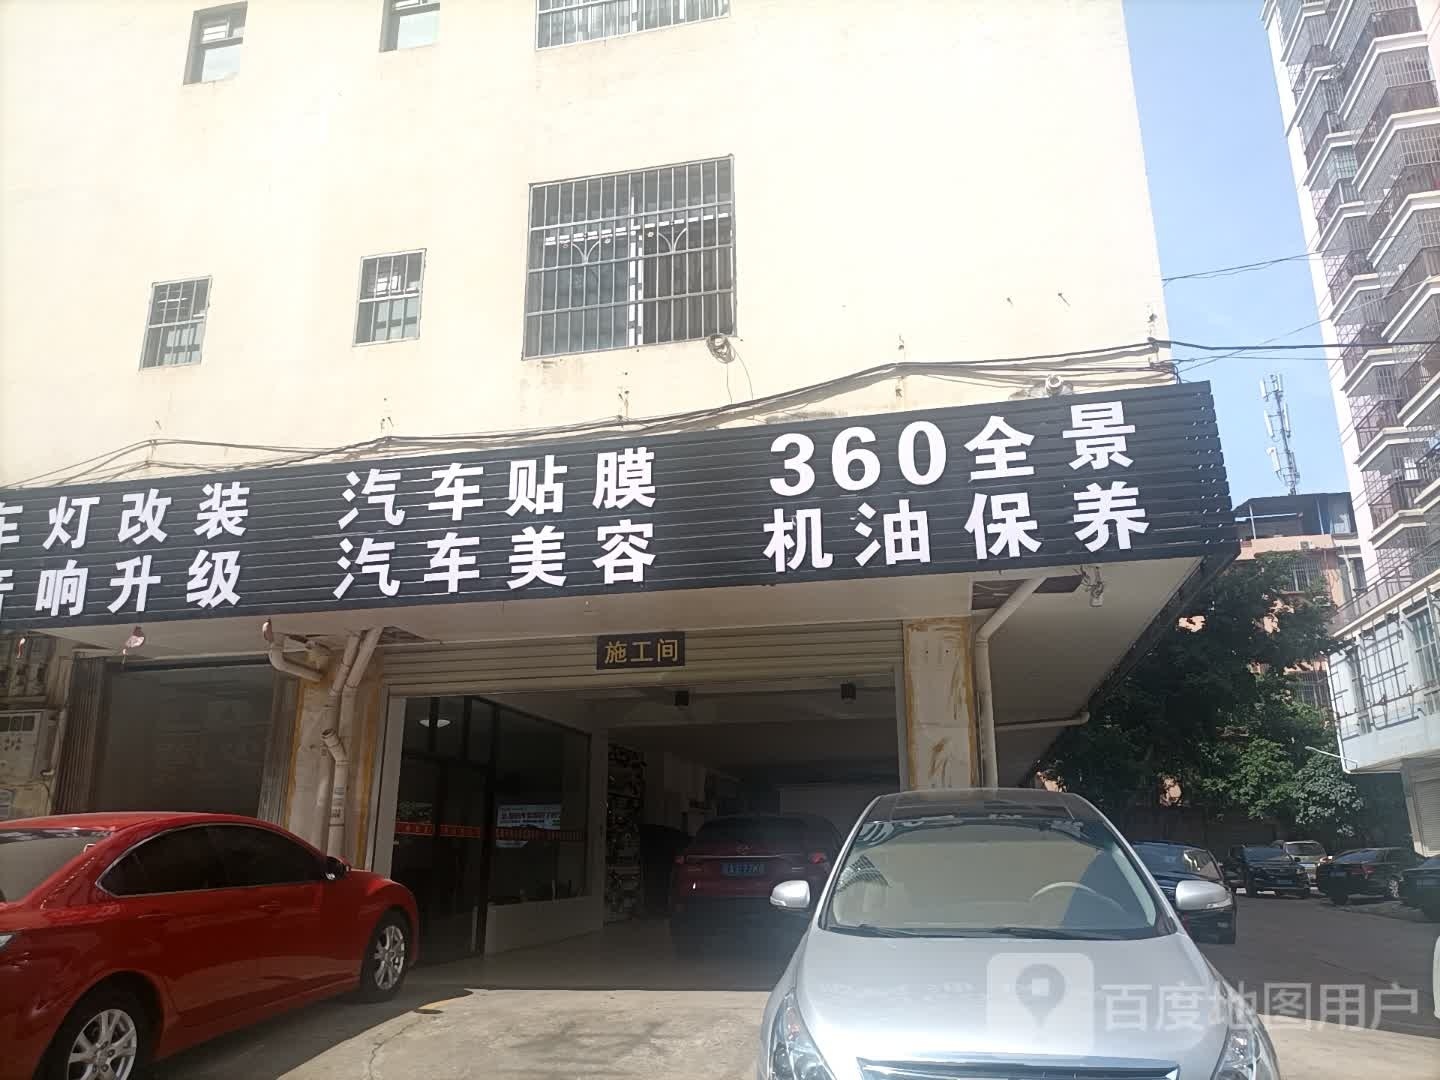 车灯改装 汽车贴膜 360全景
音响升级 汽车美容 机油保养
施工间
百度地图用户